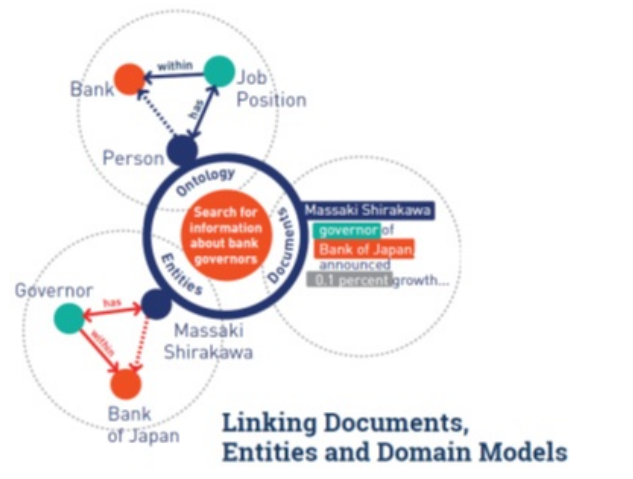 Bank
within
Job
Position
has
Person
Ontology
Documents
Entities
Search for
information
about bank
governors
Massaki Shirakawa
governor of
Bank of Japan,
announced
0.1 percent growth...
Governor
has
within
Massaki
Shirakawa
Bank
of Japan
Linking Documents,
Entities and Domain Models